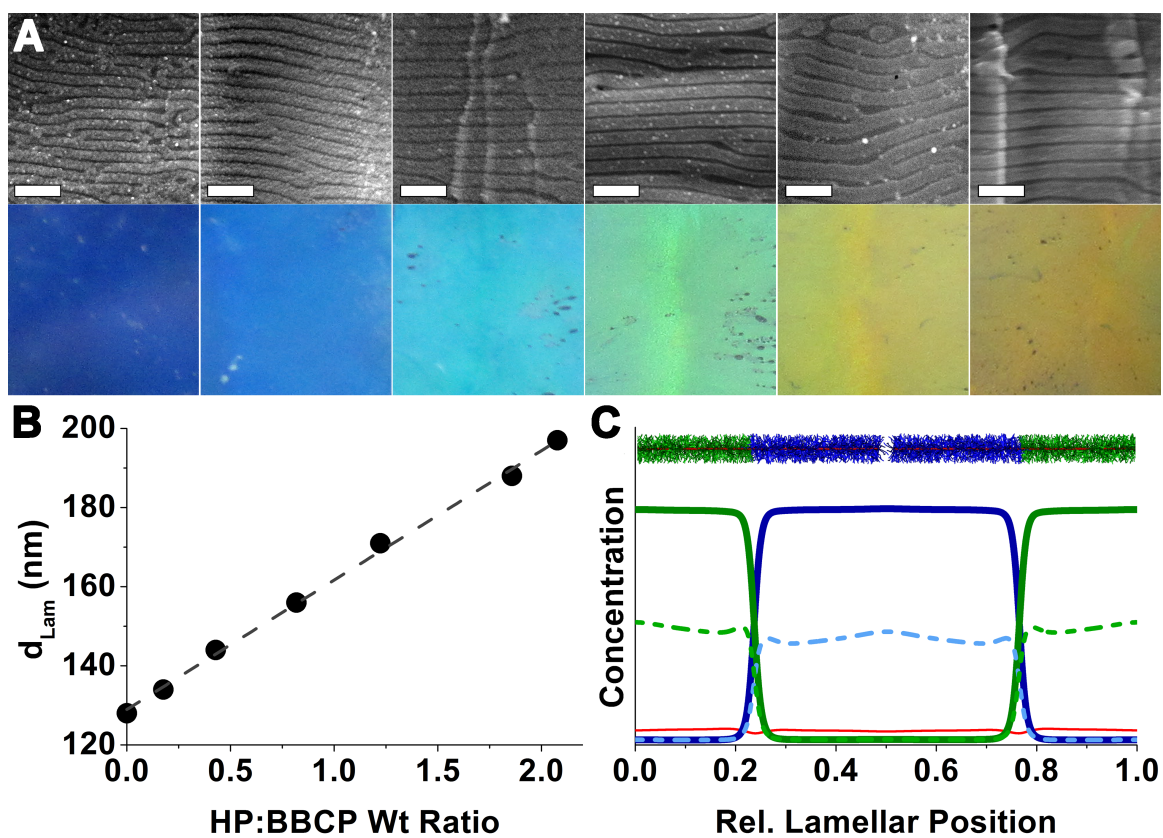 A
B
200
180
160
140
120
d_Lam (nm)
0.0 0.5 1.0 1.5 2.0
HP:BBCP Wt Ratio
C
Concentration
0.0 0.2 0.4 0.6 0.8 1.0
Rel. Lamellar Position